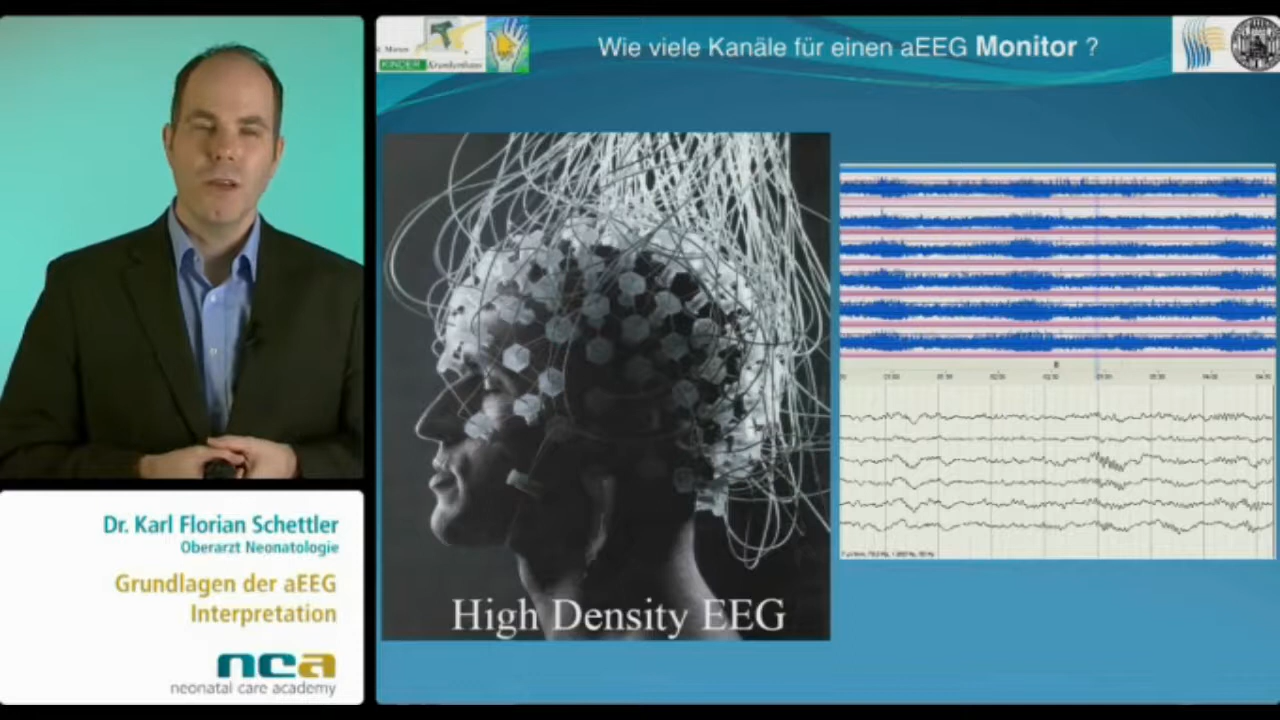 Wie viele Kanäle für einen aEEG Monitor ?
KINDER Krankenhaus
High Density EEG
Dr. Karl Florian Schettler
Oberarzt Neonatologie
Grundlagen der aEEG
Interpretation
nca
neonatal care academy